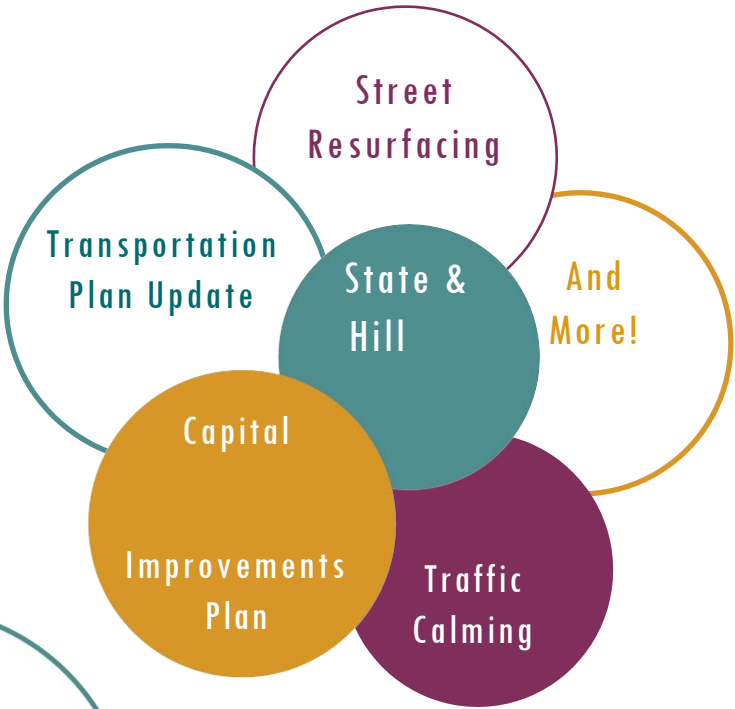 Street
Resurfacing
Transportation
Plan Update
State &
Hill
And
More!
Capital
Improvements
Plan
Traffic
Calming